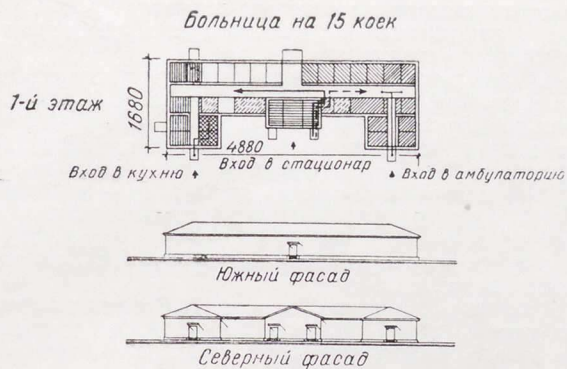 Больница на 15 коек
1-й этаж
1680
4880
Вход в кухню
Вход в стационар
Вход в амбулаторию
Южный фасад
Северный фасад